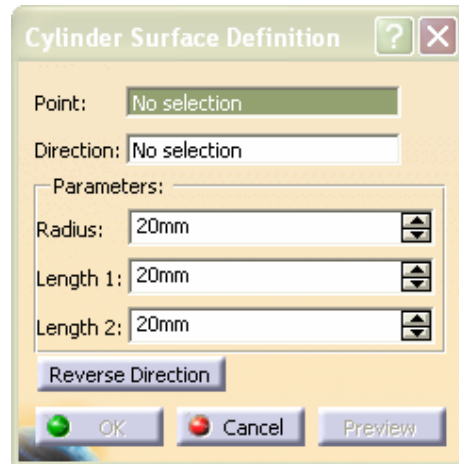 Cylinder Surface Definition ? X
Point: No selection
Direction: No selection
Parameters:
Radius: 20mm
Length 1: 20mm
Length 2: 20mm
Reverse Direction
OK Cancel Preview